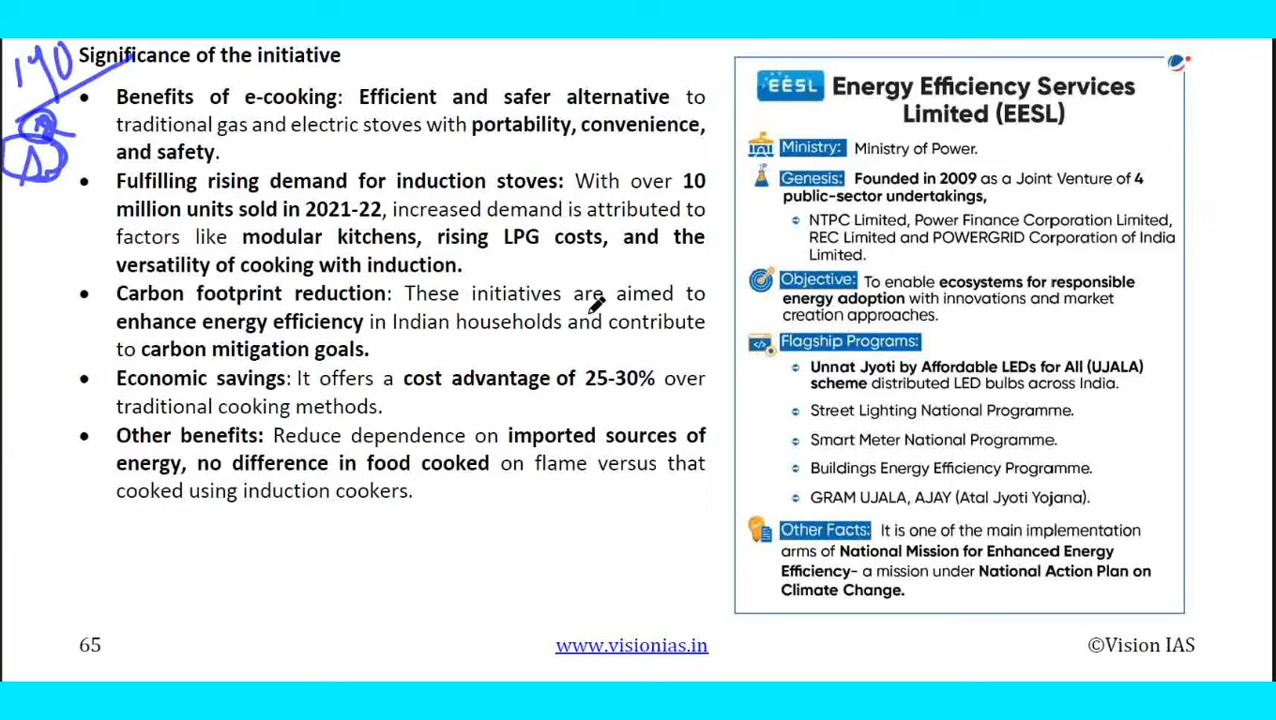 190
Significance of the initiative
• Benefits of e-cooking: Efficient and safer alternative to
traditional gas and electric stoves with portability, convenience,
and safety.
• Fulfilling rising demand for induction stoves: With over 10
million units sold in 2021-22, increased demand is attributed to
factors like modular kitchens, rising LPG costs, and the
versatility of cooking with induction.
• Carbon footprint reduction: These initiatives are aimed to
enhance energy efficiency in Indian households and contribute
to carbon mitigation goals.
• Economic savings: It offers a cost advantage of 25-30% over
traditional cooking methods.
• Other benefits: Reduce dependence on imported sources of
energy, no difference in food cooked on flame versus that
cooked using induction cookers.
EESL
Energy Efficiency Services
Limited (EESL)
Ministry: Ministry of Power.
Genesis: Founded in 2009 as a Joint Venture of 4
public-sector undertakings,
NTPC Limited, Power Finance Corporation Limited,
REC Limited and POWERGRID Corporation of India
Limited.
Objective: To enable ecosystems for responsible
energy adoption with innovations and market
creation approaches.
Flagship Programs:
Unnat Jyoti by Affordable LEDs for All (UJALA)
scheme distributed LED bulbs across India.
Street Lighting National Programme.
Smart Meter National Programme.
Buildings Energy Efficiency Programme.
GRAM UJALA, AJAY (Atal Jyoti Yojana).
Other Facts: It is one of the main implementation
arms of National Mission for Enhanced Energy
Efficiency- a mission under National Action Plan on
Climate Change.
65
www.visionias.in
©Vision IAS